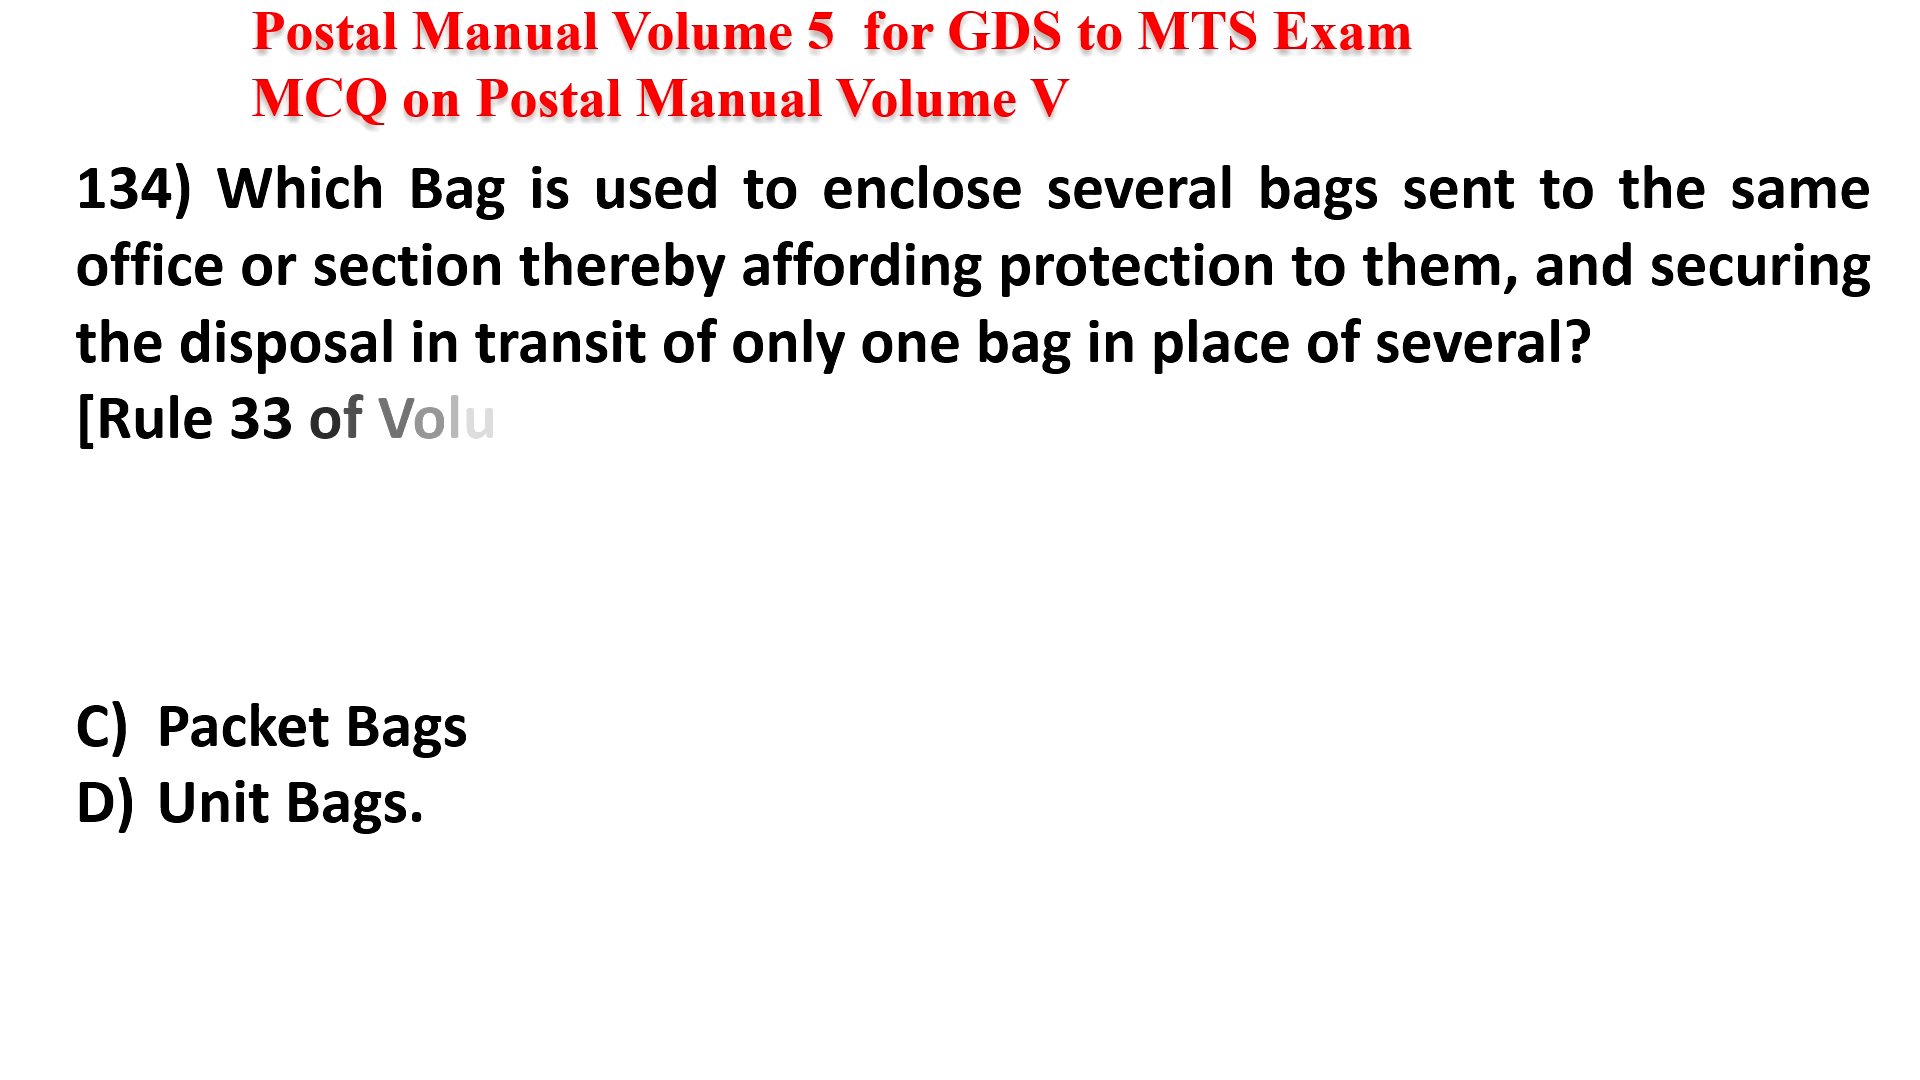 Postal Manual Volume 5 for GDS to MTS Exam
MCQ on Postal Manual Volume V
134) Which Bag is used to enclose several bags sent to the same
office or section thereby affording protection to them, and securing
the disposal in transit of only one bag in place of several?
[Rule 33 of Volu
C) Packet Bags
D) Unit Bags.